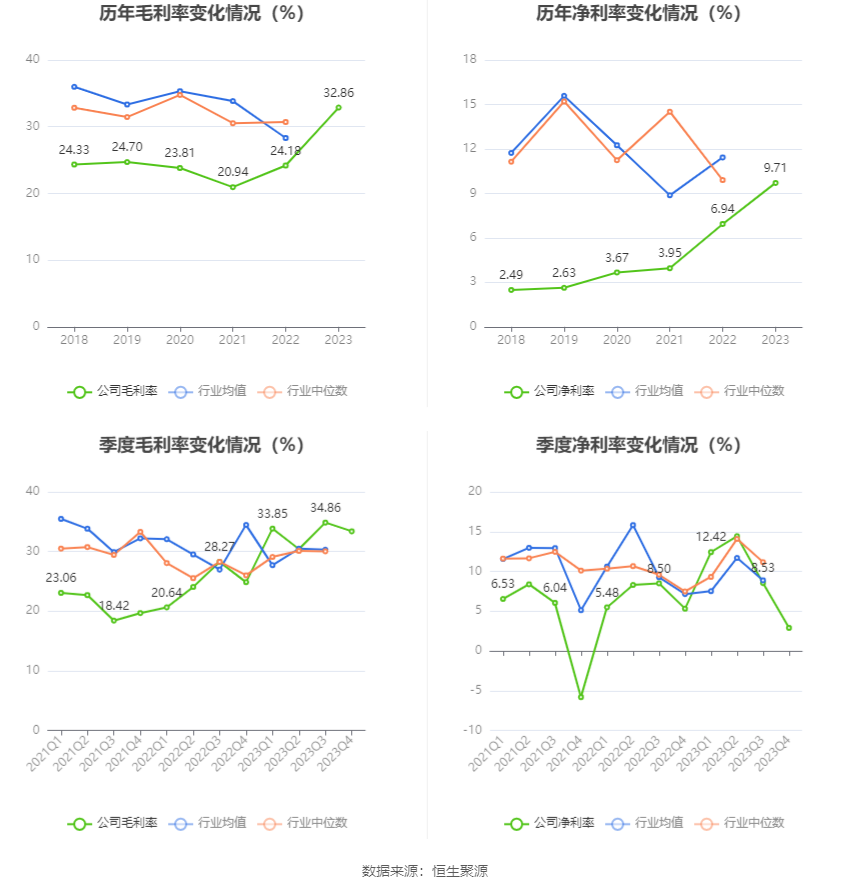 历年毛利率变化情况（%）
40
30
20
10
0
24.33
24.70
23.81
20.94
24.18
32.86
2018
2019
2020
2021
2022
2023
公司毛利率
行业均值
行业中位数
历年净利率变化情况（%）
18
15
12
9
6
3
0
2.49
2.63
3.67
3.95
6.94
9.71
2018
2019
2020
2021
2022
2023
公司净利率
行业均值
行业中位数
季度毛利率变化情况（%）
40
30
20
10
0
23.06
18.42
20.64
28.27
33.85
34.86
2021Q1
2021Q2
2021Q3
2021Q4
2022Q1
2022Q2
2022Q3
2022Q4
2023Q1
2023Q2
2023Q3
2023Q4
公司毛利率
行业均值
行业中位数
季度净利率变化情况（%）
20
15
10
5
0
-5
-10
6.53
6.04
5.48
8.50
12.42
8.53
2021Q1
2021Q2
2021Q3
2021Q4
2022Q1
2022Q2
2022Q3
2022Q4
2023Q1
2023Q2
2023Q3
2023Q4
公司净利率
行业均值
行业中位数
数据来源：恒生聚源